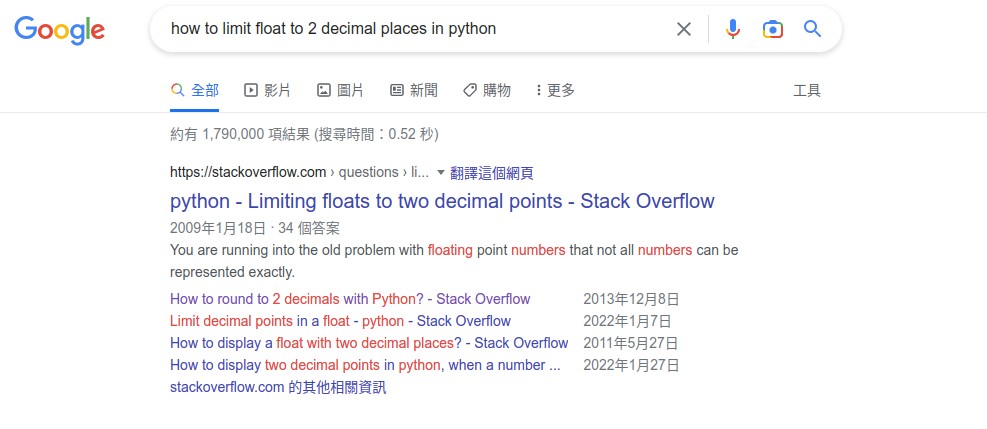 Google
how to limit float to 2 decimal places in python
全部 影片 圖片 新聞 購物 更多 工具
約有 1,790,000 項結果 (搜尋時間：0.52 秒)
https://stackoverflow.com › questions › li... 翻譯這個網頁
python - Limiting floats to two decimal points - Stack Overflow
2009年1月18日 · 34 個答案
You are running into the old problem with floating point numbers that not all numbers can be
represented exactly.
How to round to 2 decimals with Python? - Stack Overflow 2013年12月8日
Limit decimal points in a float - python - Stack Overflow 2022年1月7日
How to display a float with two decimal places? - Stack Overflow 2011年5月27日
How to display two decimal points in python, when a number ... 2022年1月27日
stackoverflow.com 的其他相關資訊